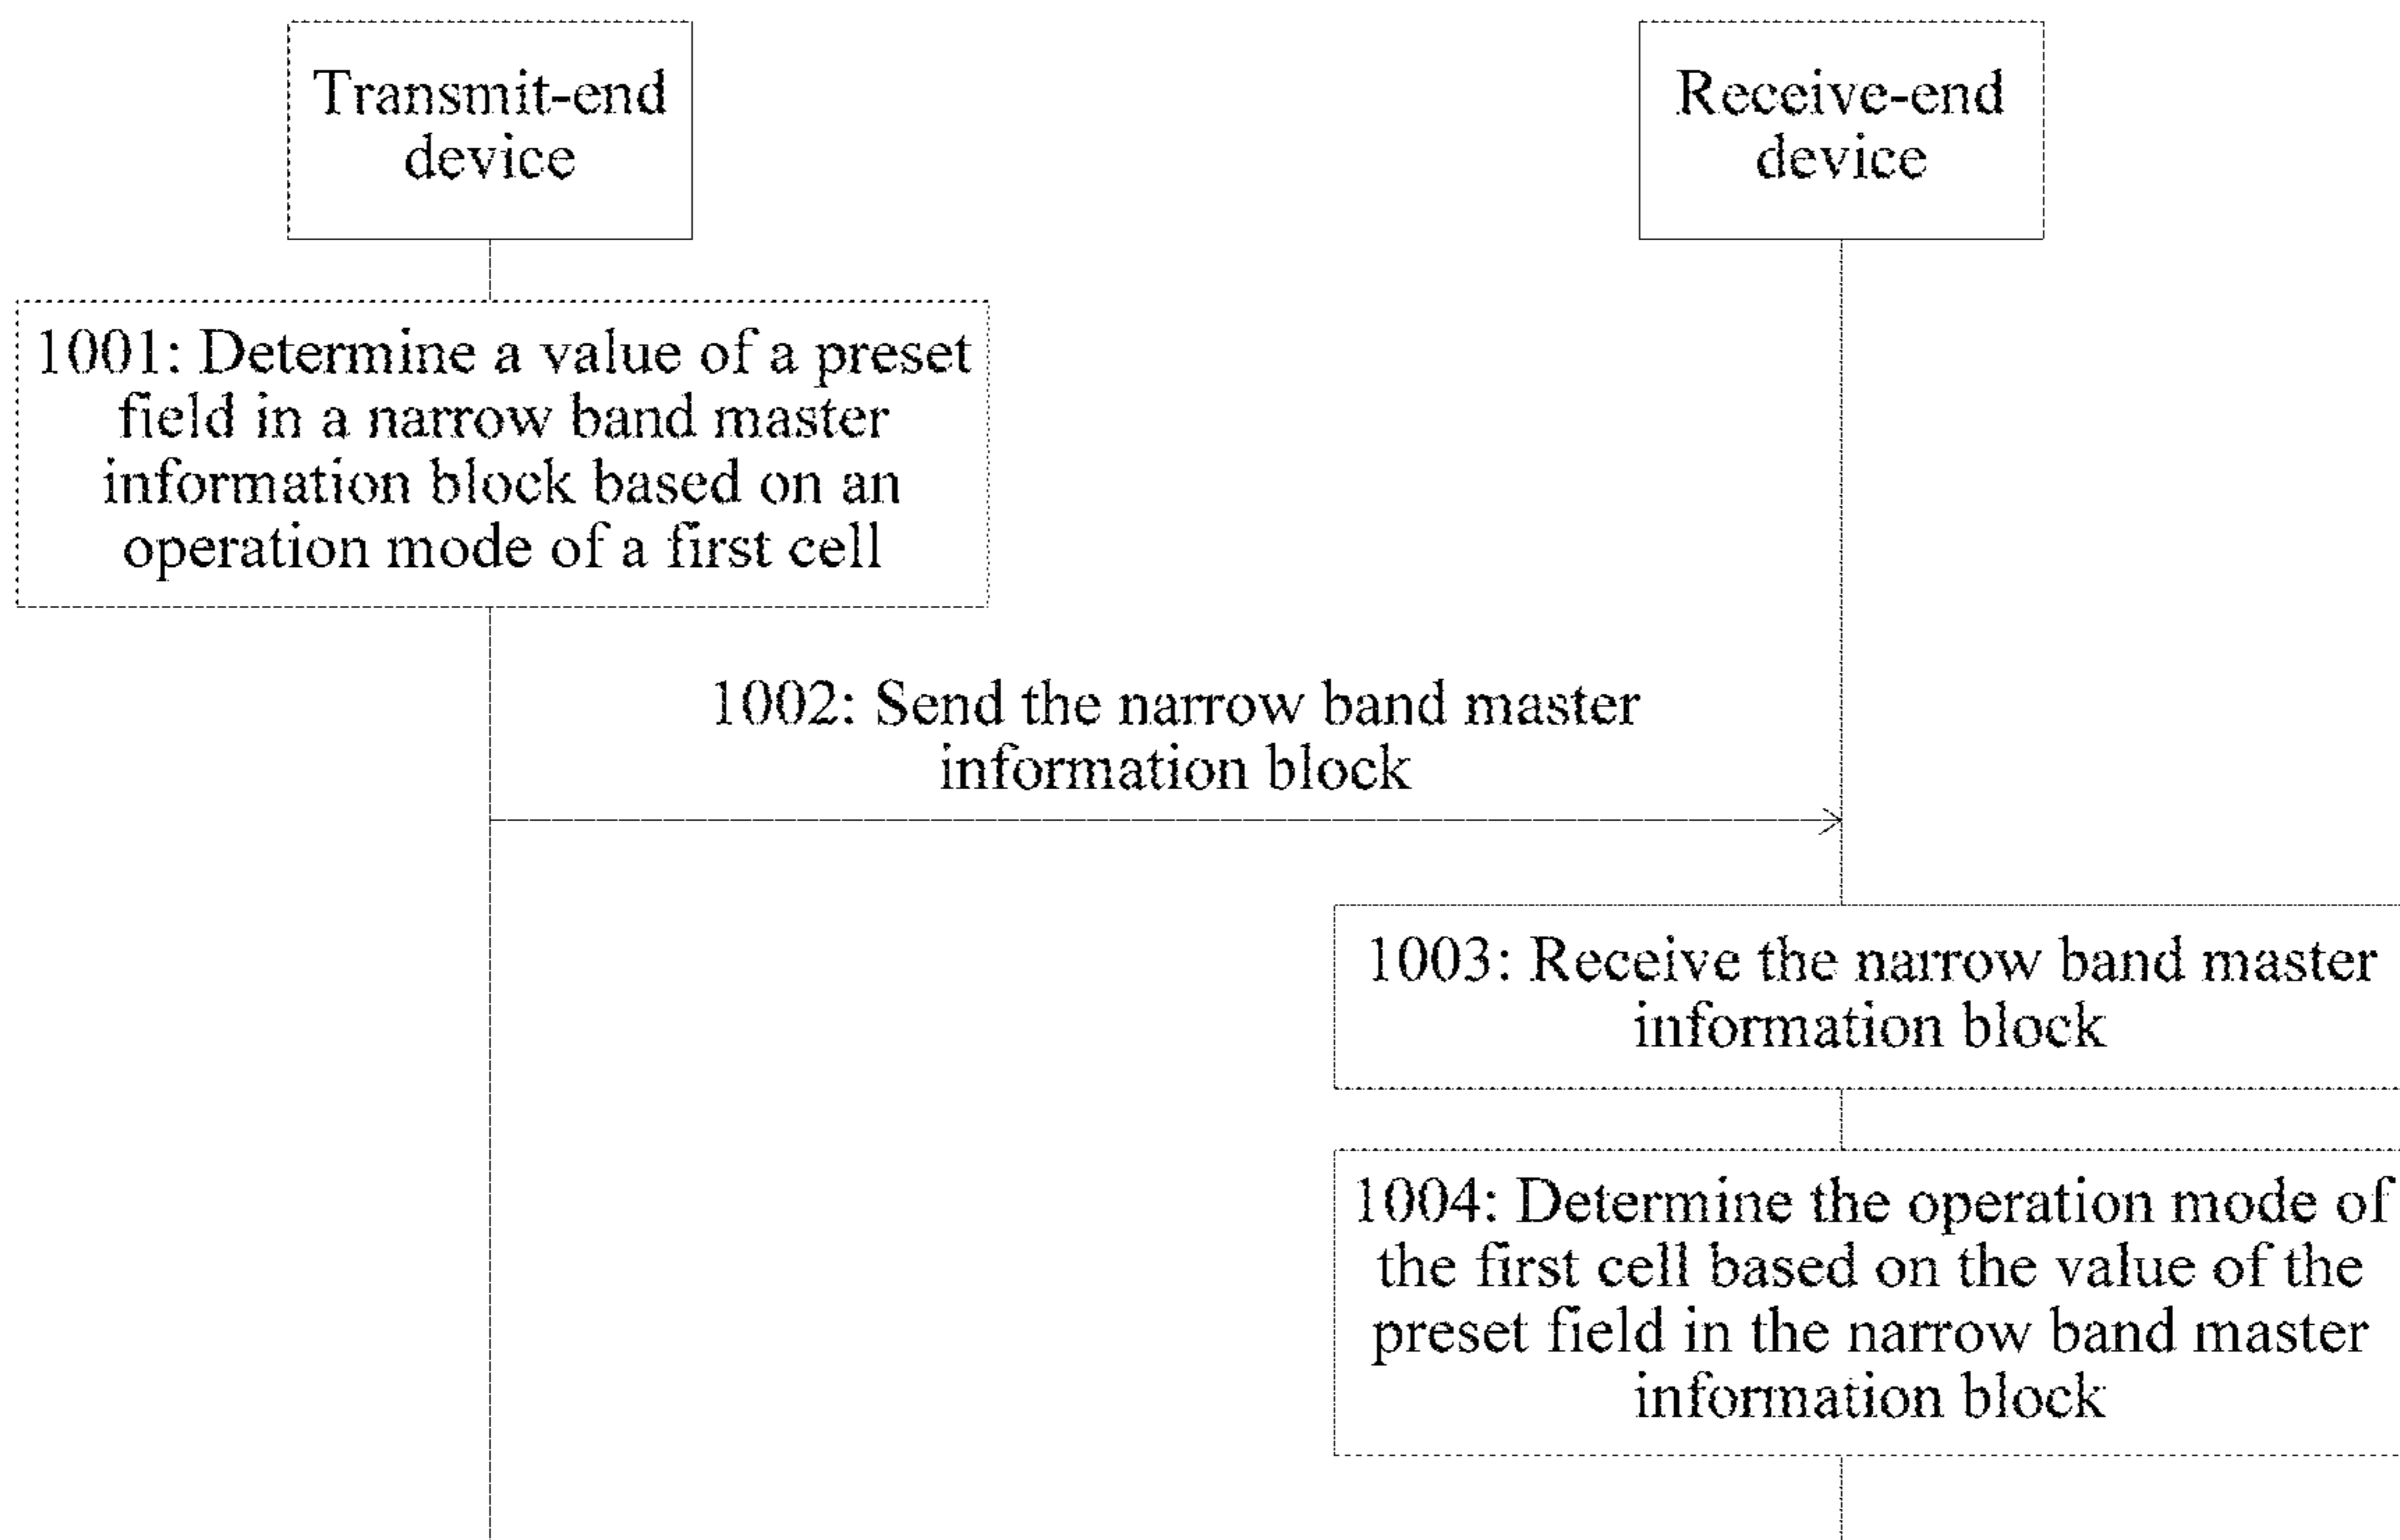 Transmit-end
device
Receive-end
device
1001: Determine a value of a preset
field in a narrow band master
information block based on an
operation mode of a first cell
1002: Send the narrow band master
information block
1003: Receive the narrow band master
information block
1004: Determine the operation mode of
the first cell based on the value of the
preset field in the narrow band master
information block